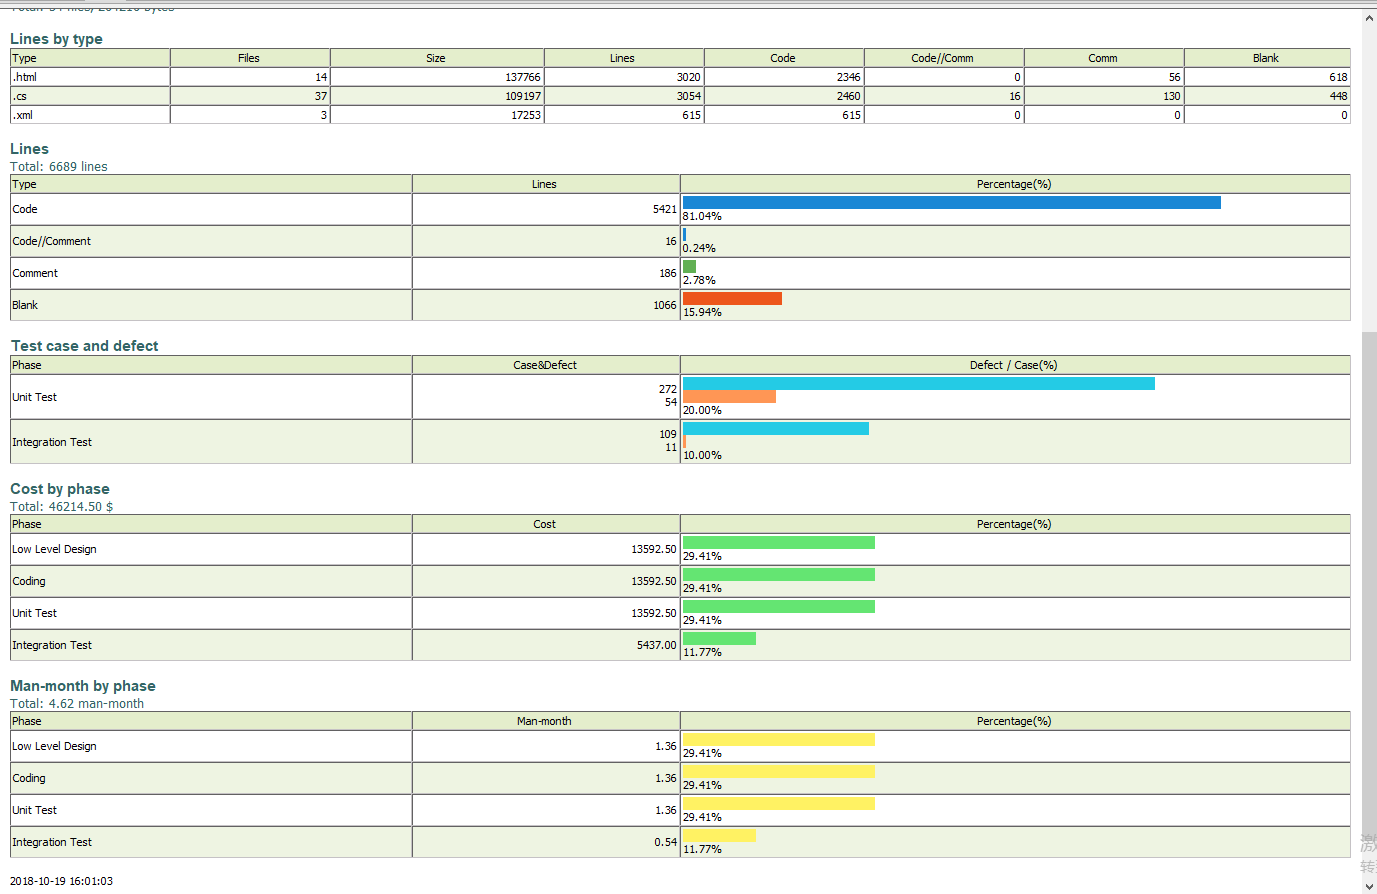 Lines by type
Type Files Size Lines Code Code//Comm Comm Blank
.html 14 137766 3020 2346 0 56 618
.cs 37 109197 3054 2460 16 130 448
.xml 3 17253 615 615 0 0 0
Lines
Total: 6689 lines
Type Lines Percentage(%)
Code 5421 81.04%
Code//Comment 16 0.24%
Comment 186 2.78%
Blank 1066 15.94%
Test case and defect
Phase Case&Defect Defect / Case(%)
Unit Test 272 54 20.00%
Integration Test 109 11 10.00%
Cost by phase
Total: 46214.50 $
Phase Cost Percentage(%)
Low Level Design 13592.50 29.41%
Coding 13592.50 29.41%
Unit Test 13592.50 29.41%
Integration Test 5437.00 11.77%
Man-month by phase
Total: 4.62 man-month
Phase Man-month Percentage(%)
Low Level Design 1.36 29.41%
Coding 1.36 29.41%
Unit Test 1.36 29.41%
Integration Test 0.54 11.77%
2018-10-19 16:01:03